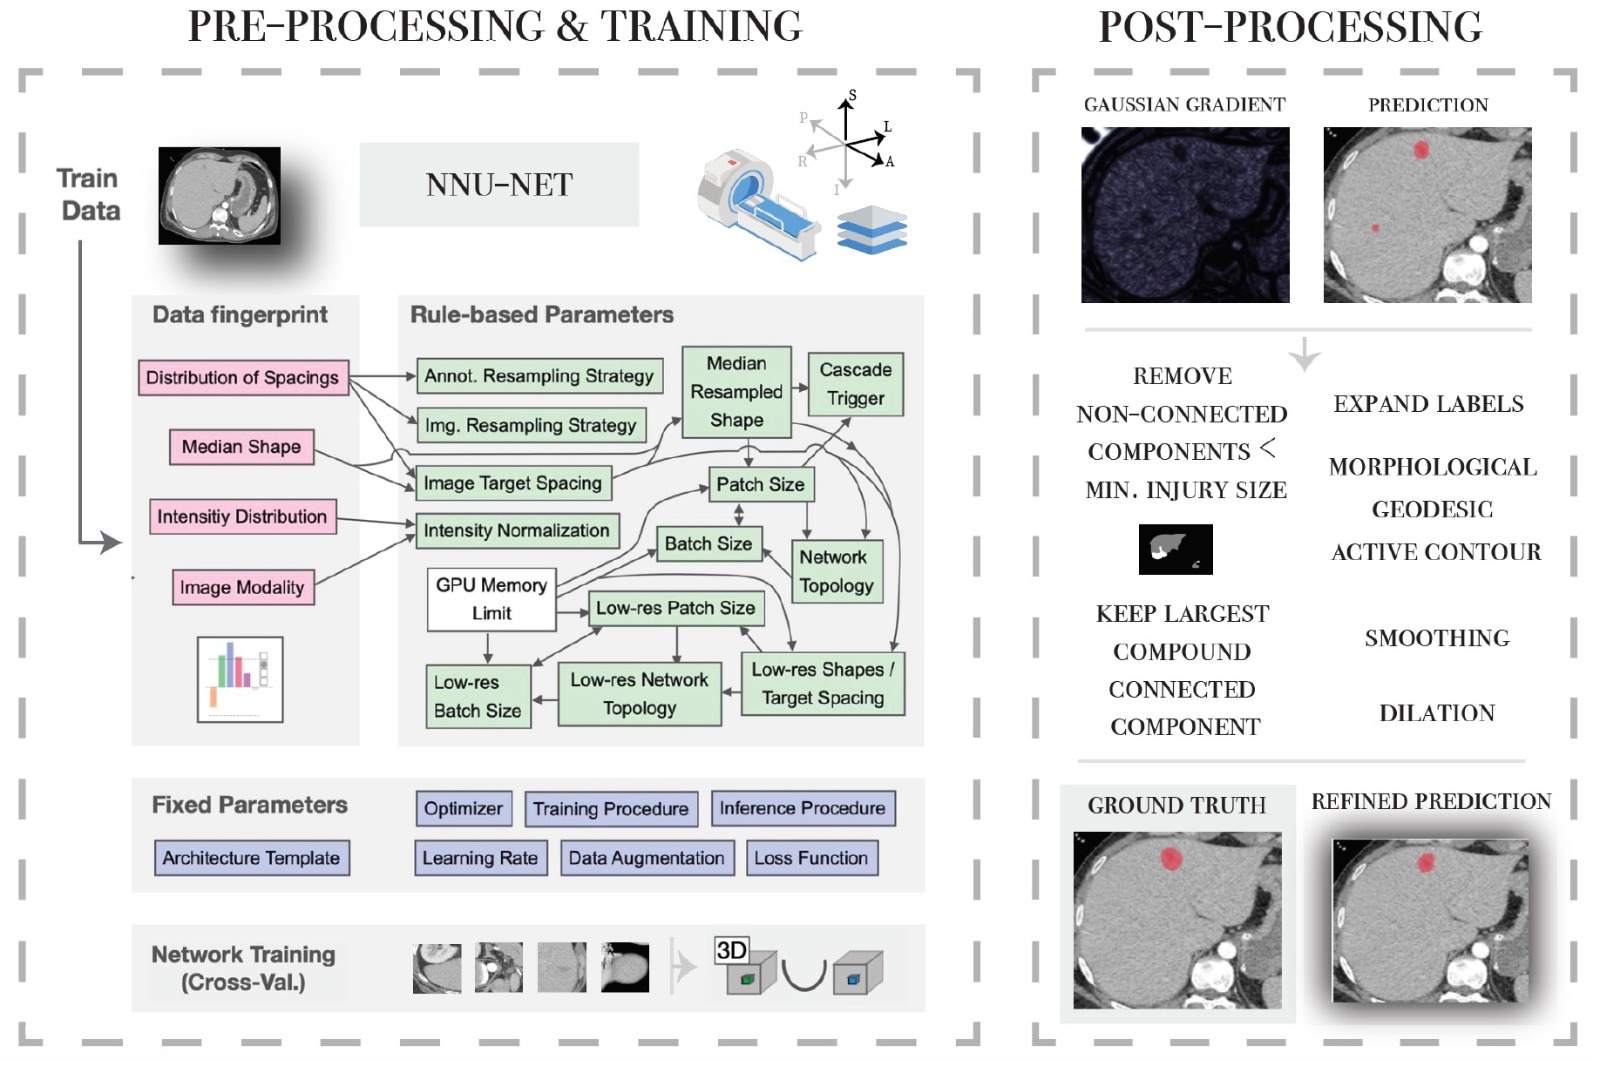 PRE-PROCESSING & TRAINING
Train
Data
NNU-NET
S
P
L
R
A
I
Data fingerprint
Distribution of Spacings
Median Shape
Intensitiy Distribution
Image Modality
Rule-based Parameters
Annot. Resampling Strategy
Img. Resampling Strategy
Image Target Spacing
Intensity Normalization
Median
Resampled
Shape
Cascade
Trigger
Patch Size
Batch Size
Network
Topology
GPU Memory
Limit
Low-res Patch Size
Low-res
Batch Size
Low-res Network
Topology
Low-res Shapes /
Target Spacing
Fixed Parameters
Optimizer
Training Procedure
Inference Procedure
Architecture Template
Learning Rate
Data Augmentation
Loss Function
Network Training
(Cross-Val.)
3D
POST-PROCESSING
GAUSSIAN GRADIENT
PREDICTION
REMOVE
NON-CONNECTED
COMPONENTS <
MIN. INJURY SIZE
KEEP LARGEST
COMPOUND
CONNECTED
COMPONENT
EXPAND LABELS
MORPHOLOGICAL
GEODESIC
ACTIVE CONTOUR
SMOOTHING
DILATION
GROUND TRUTH
REFINED PREDICTION